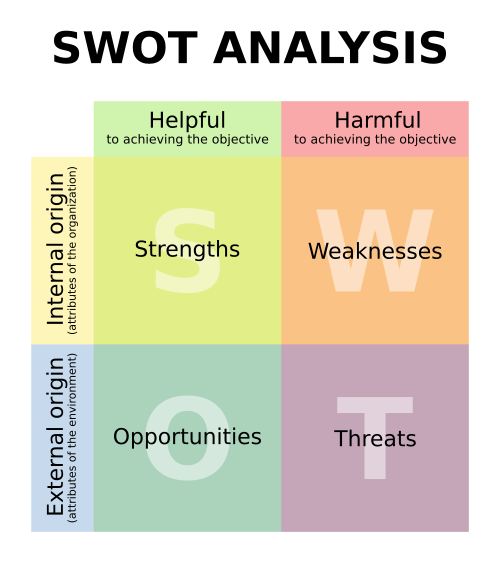 SWOT ANALYSIS
Helpful
to achieving the objective
Harmful
to achieving the objective
Internal origin
(attributes of the organization)
S
Strengths
W
Weaknesses
External origin
(attributes of the environment)
O
Opportunities
T
Threats